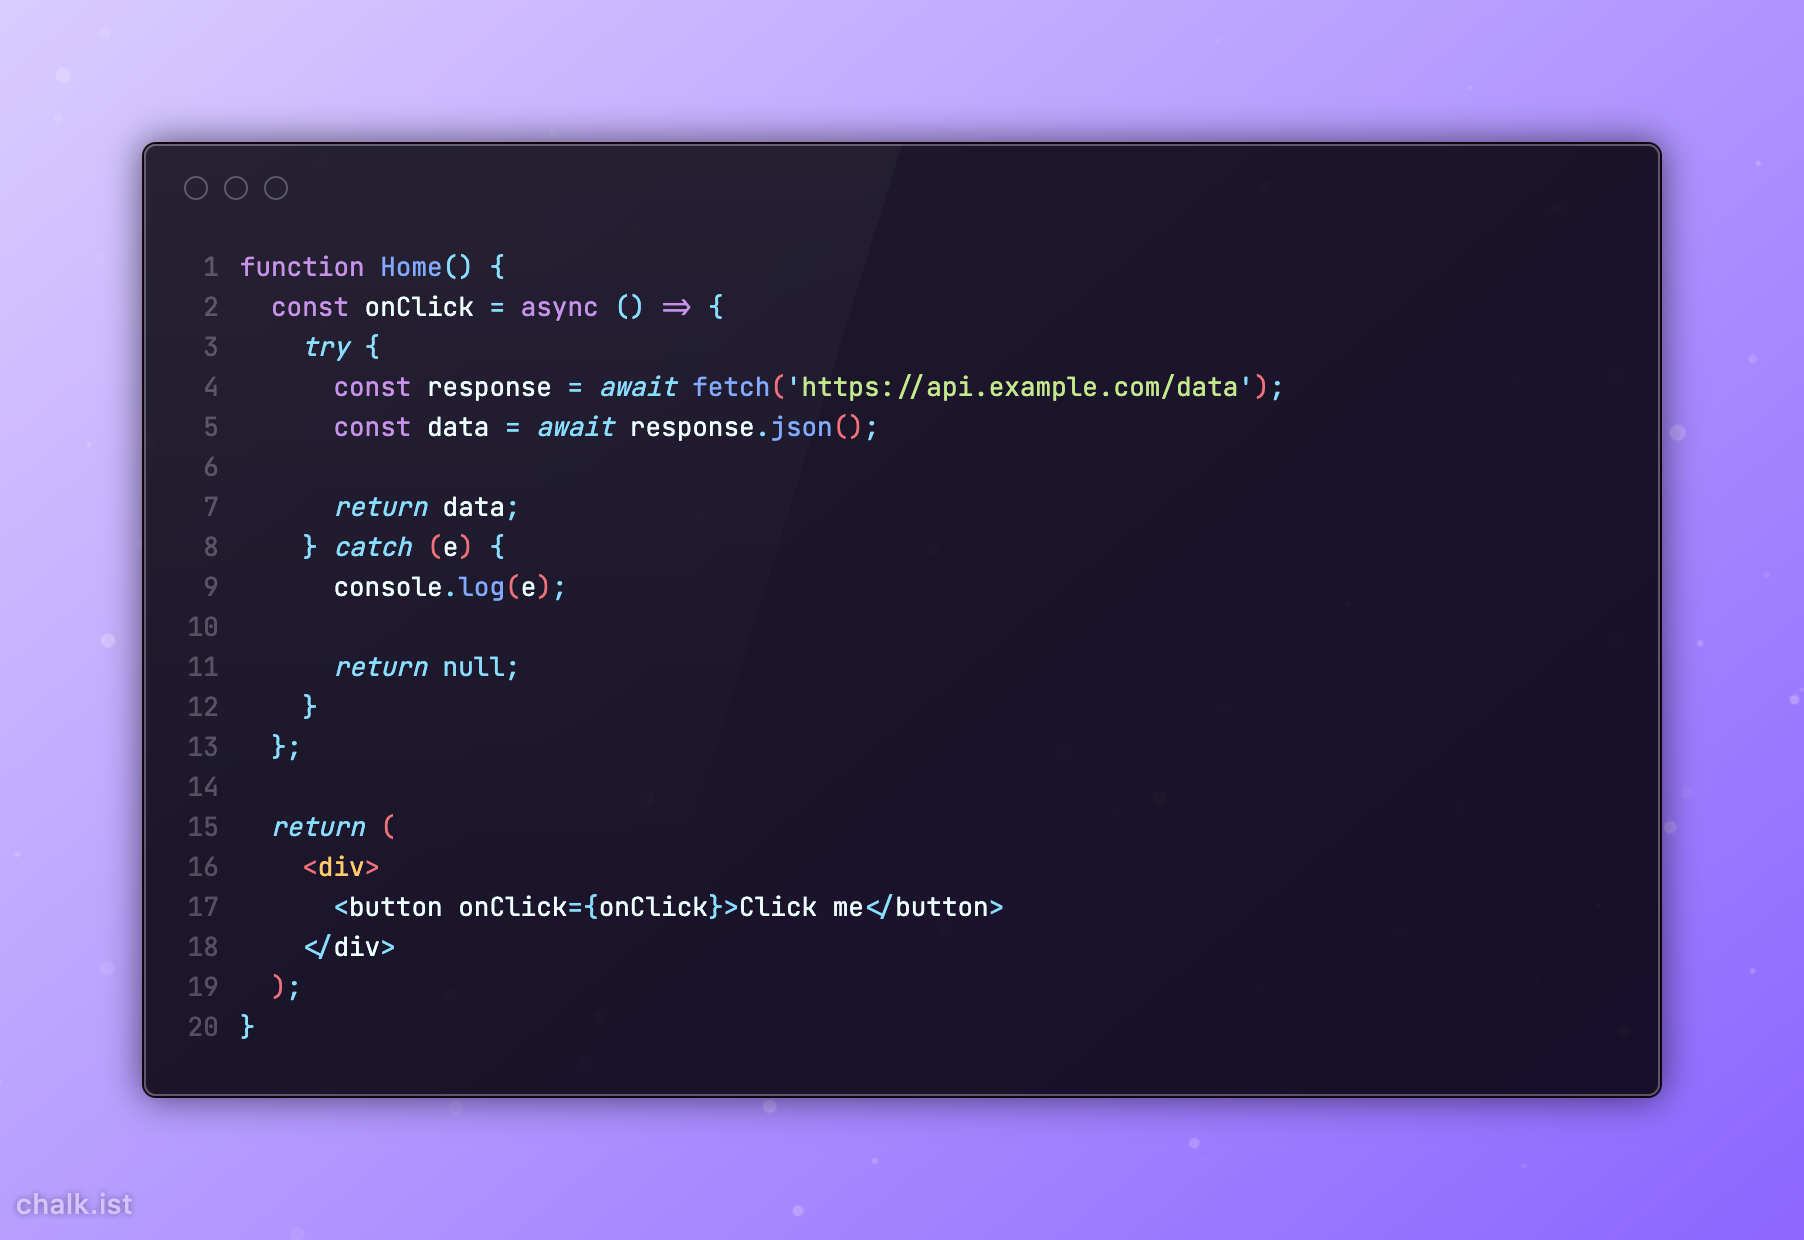 1 function Home() {
2   const onClick = async () => {
3     try {
4       const response = await fetch('https://api.example.com/data');
5       const data = await response.json();
6
7       return data;
8     } catch (e) {
9       console.log(e);
10
11       return null;
12     }
13   };
14
15   return (
16     <div>
17       <button onClick={onClick}>Click me</button>
18     </div>
19   );
20 }
chalk.ist